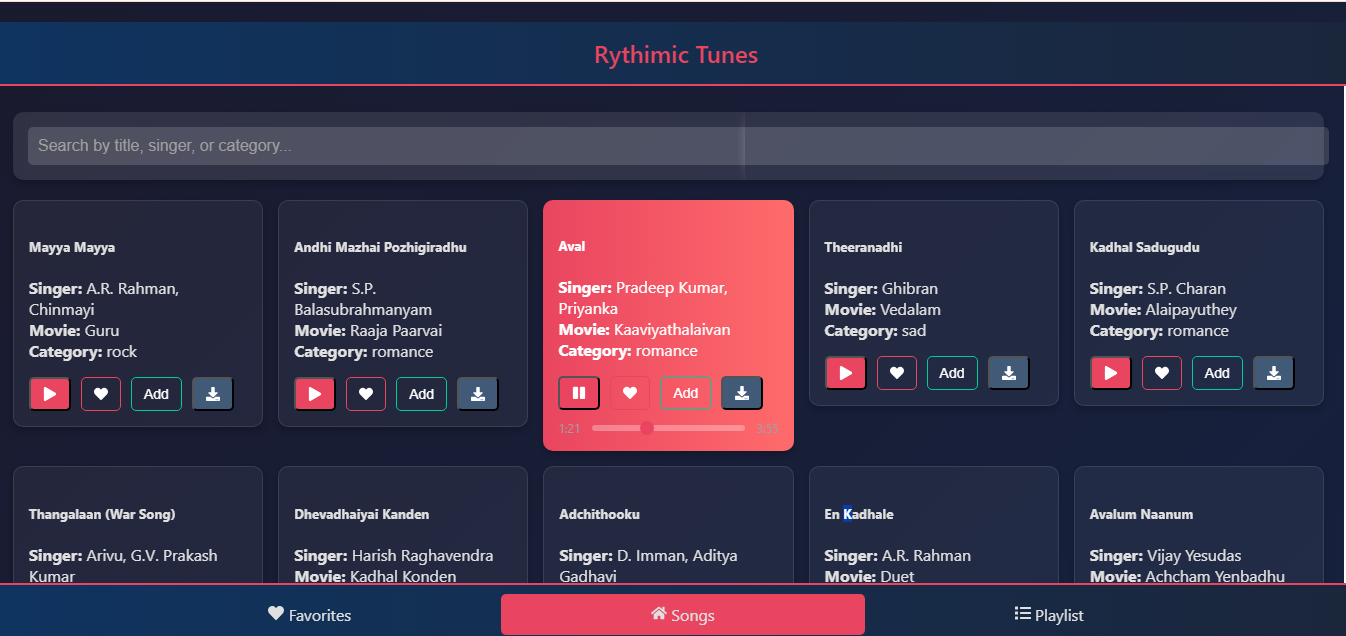 Rythimic Tunes
Search by title, singer, or category...
Mayya Mayya
Singer: A.R. Rahman,
Chinmayi
Movie: Guru
Category: rock
Add
Andhi Mazhai Pozhigiradhu
Singer: S.P.
Balasubrahmanyam
Movie: Raaja Paarvai
Category: romance
Add
Aval
Singer: Pradeep Kumar,
Priyanka
Movie: Kaaviyathalaivan
Category: romance
Add
1:21
3:55
Theeranadhi
Singer: Ghibran
Movie: Vedalam
Category: sad
Add
Kadhal Sadugudu
Singer: S.P. Charan
Movie: Alaipayuthey
Category: romance
Add
Thangalaan (War Song)
Singer: Arivu, G.V. Prakash
Kumar
Dhevadhaiyai Kanden
Singer: Harish Raghavendra
Movie: Kadhal Konden
Adchithooku
Singer: D. Imman, Aditya
Gadhavi
En Kadhale
Singer: A.R. Rahman
Movie: Duet
Avalum Naanum
Singer: Vijay Yesudas
Movie: Achcham Yenbadhu
Favorites
Songs
Playlist